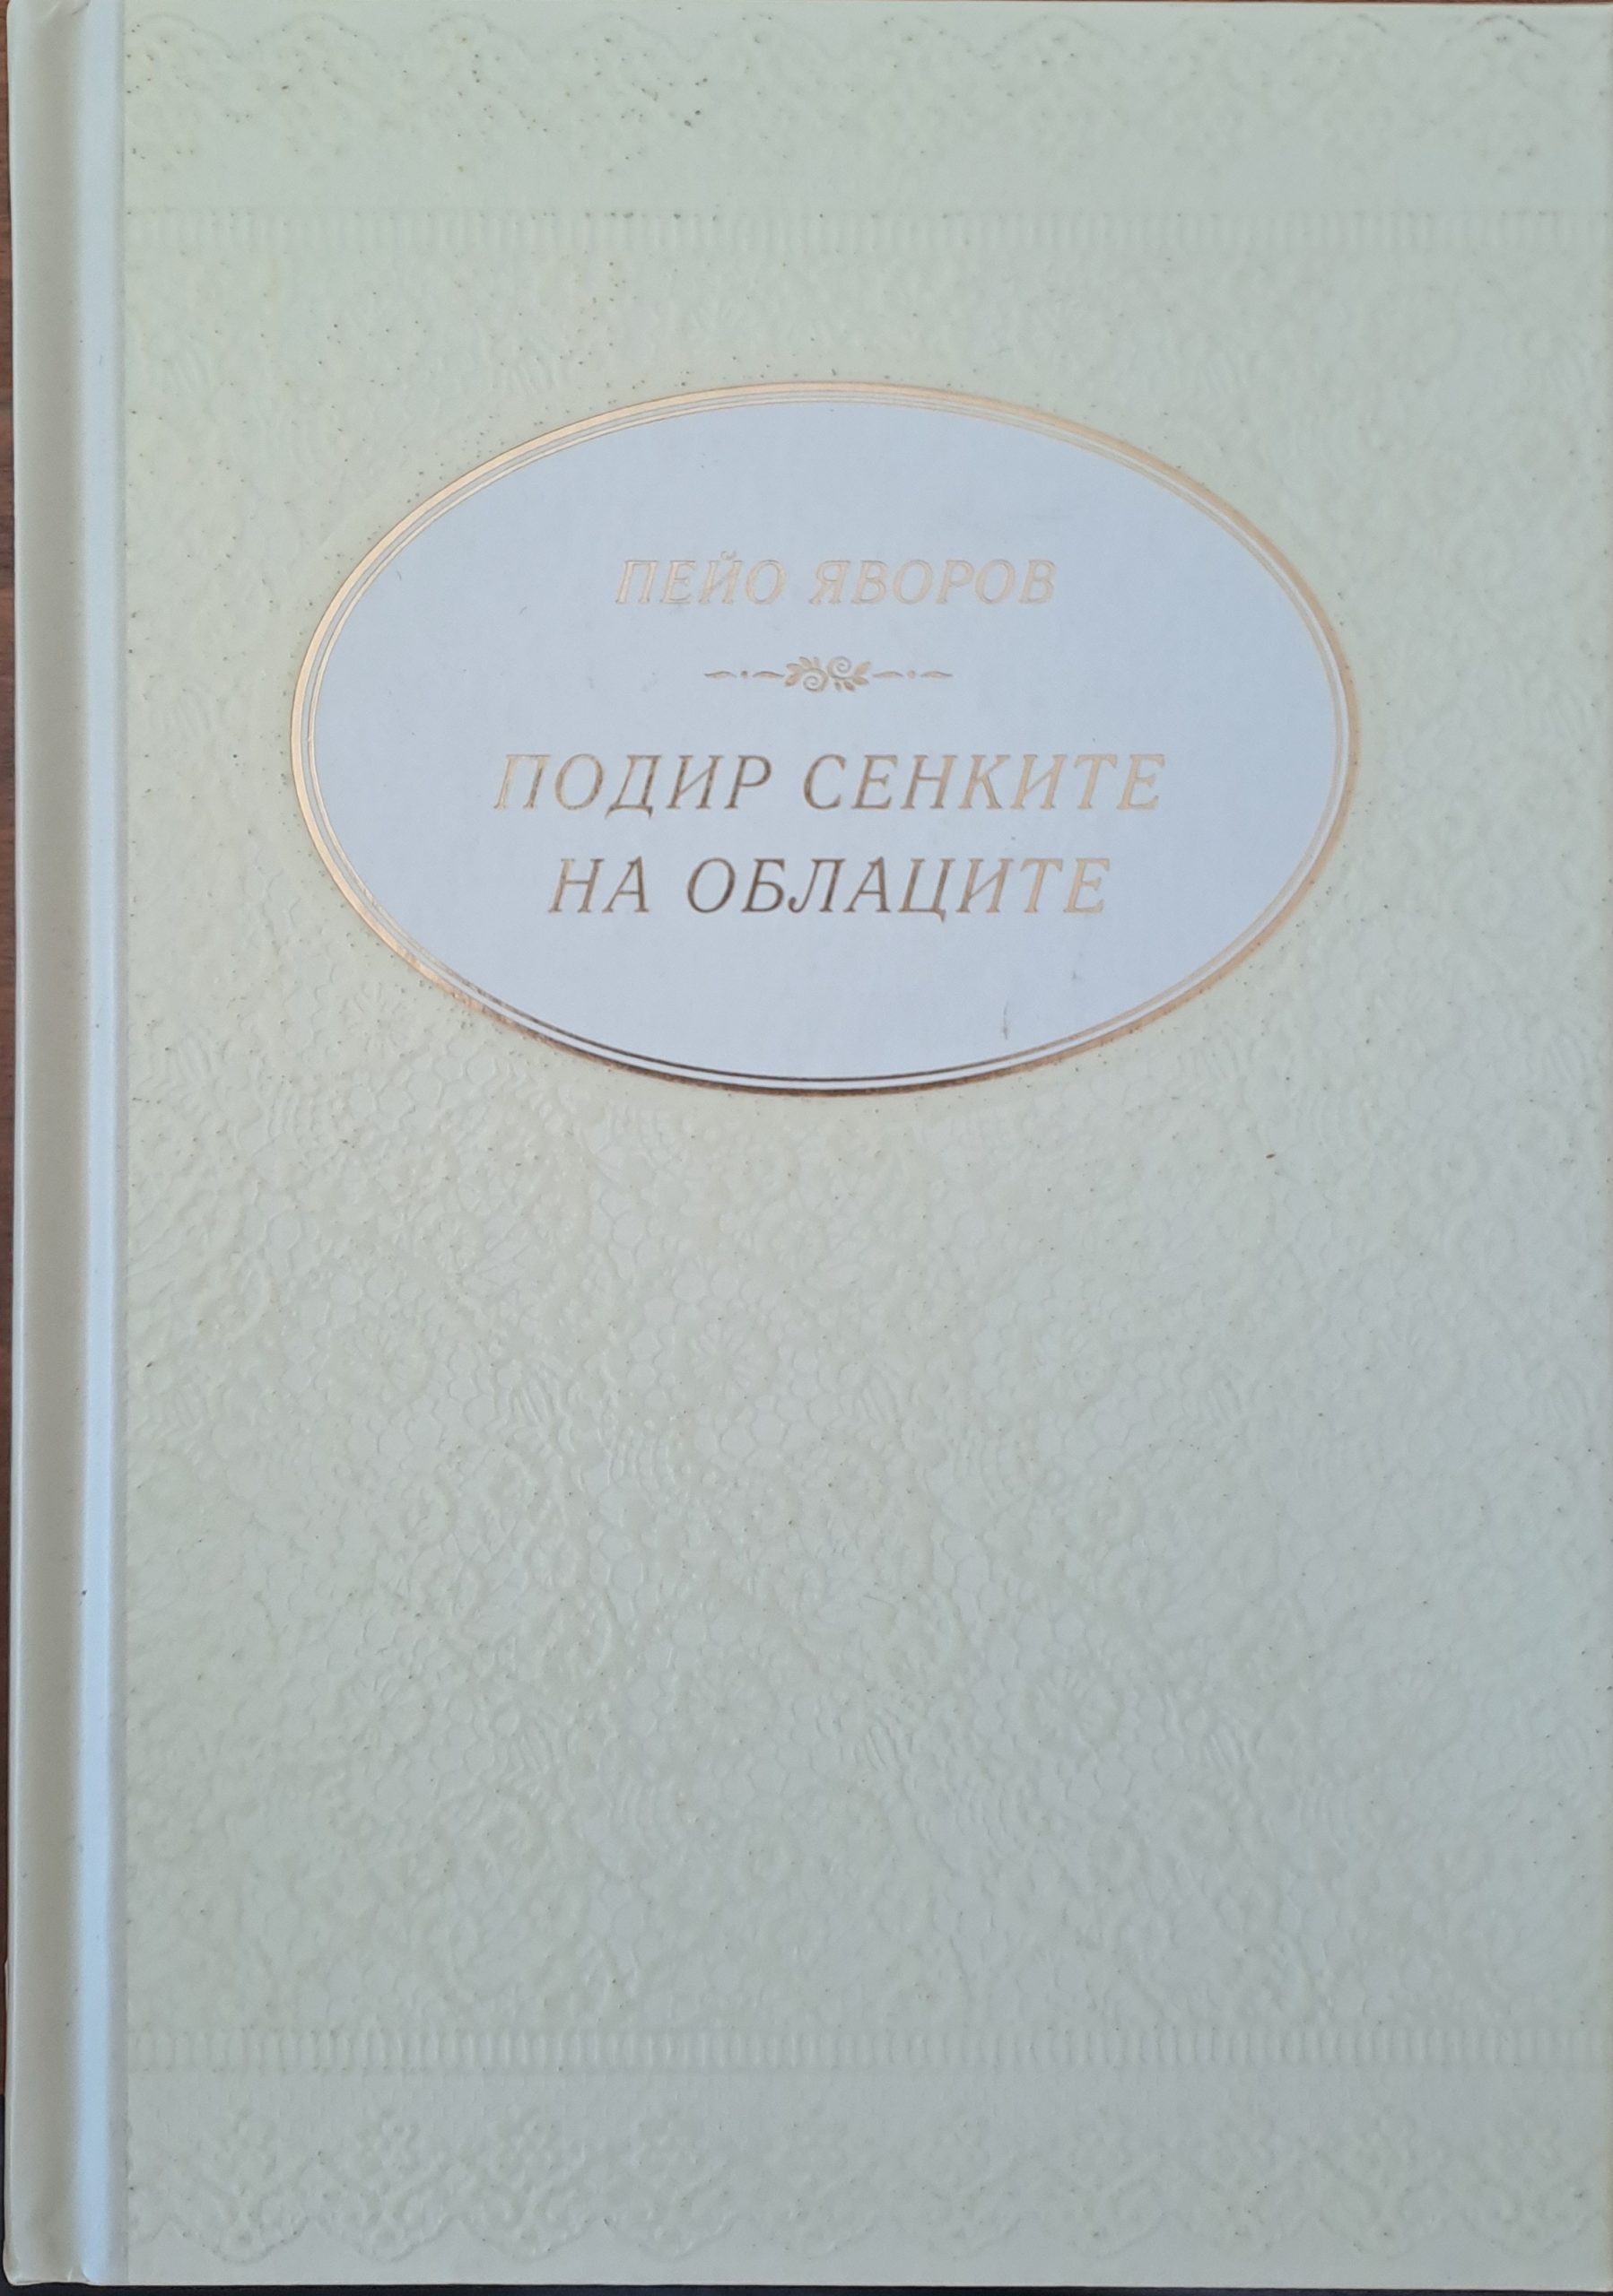 ПЕЙО ЯВОРОВ
ПОДИР СЕНКИТЕ
НА ОБЛАЦИТЕ